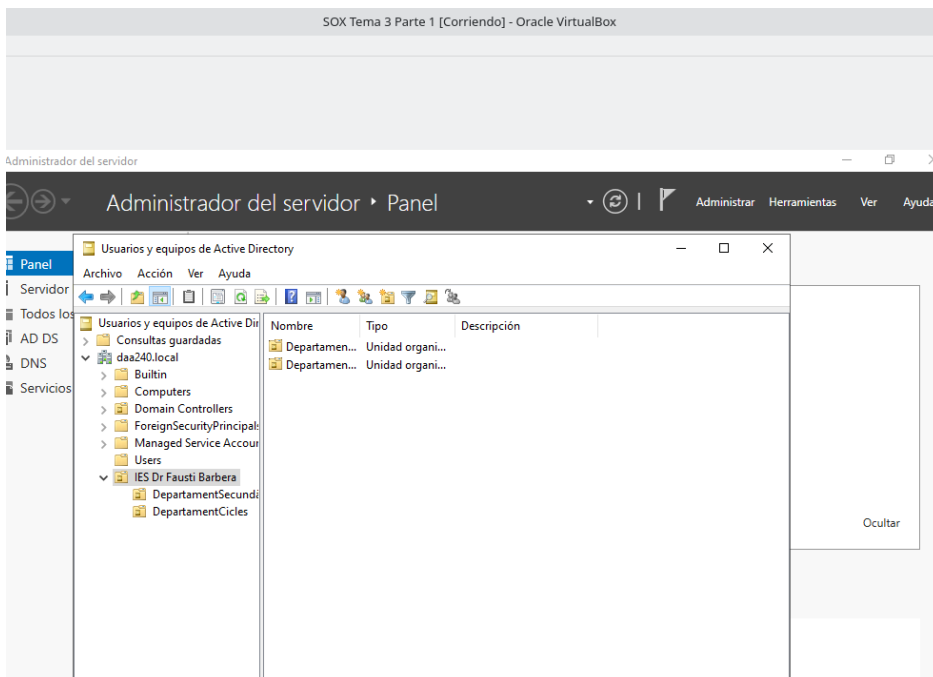 SOX Tema 3 Parte 1 [Corriendo] - Oracle VirtualBox
Administrador del servidor
Administrador del servidor ‣ Panel
Administrar Herramientas Ver Ayuda
Panel
Servidor
Todos los
AD DS
DNS
Servicios
Usuarios y equipos de Active Directory
Archivo Acción Ver Ayuda
Usuarios y equipos de Active Dir
Consultas guardadas
daa240.local
Builtin
Computers
Domain Controllers
ForeignSecurityPrincipals
Managed Service Accour
Users
IES Dr Fausti Barbera
DepartamentSecundà
DepartamentCicles
Nombre Tipo Descripción
Departamen... Unidad organi...
Departamen... Unidad organi...
Ocultar